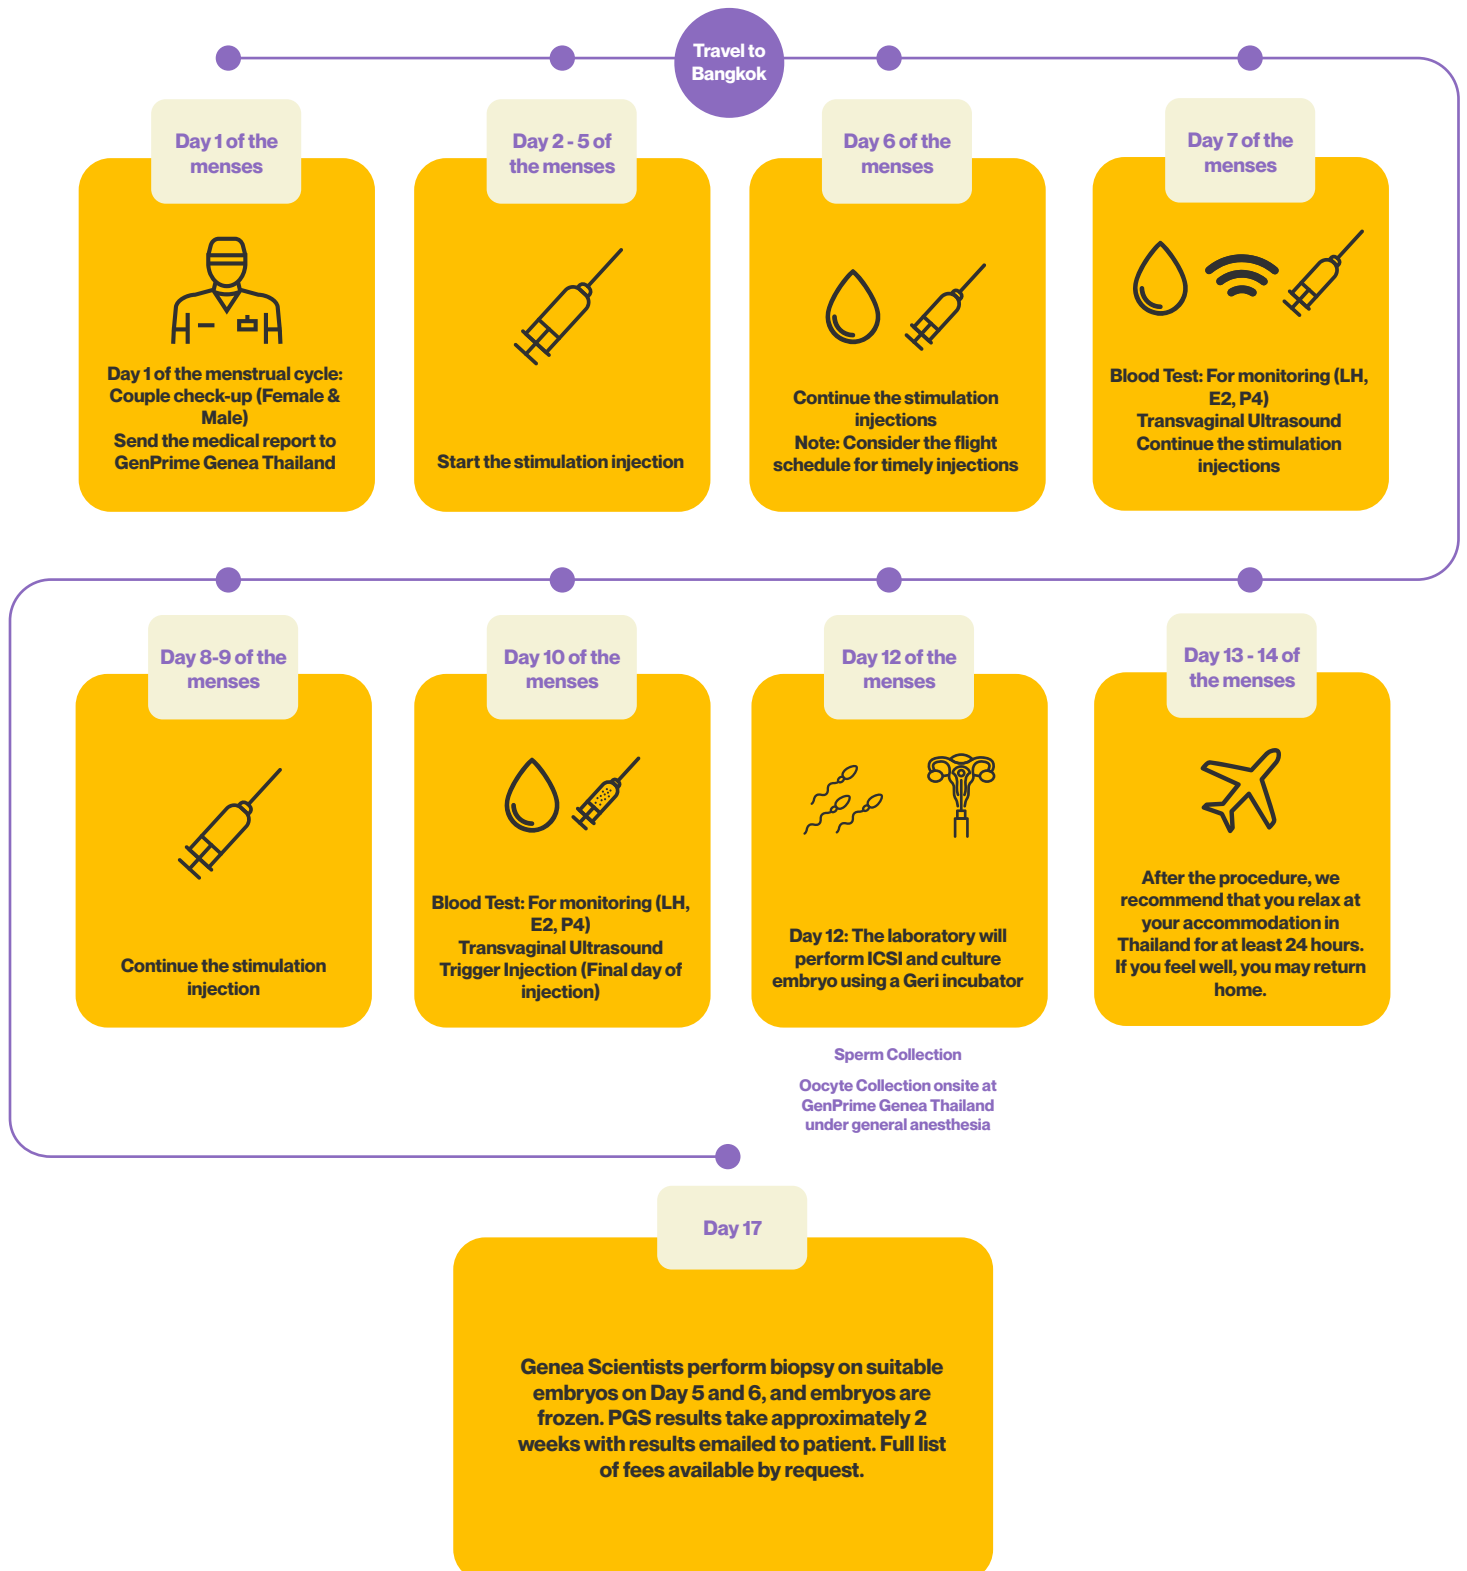 Travel to
Bangkok
Day 1 of the
menses
Day 1 of the menstrual cycle:
Couple check-up (Female &
Male)
Send the medical report to
GenPrime Genea Thailand
Day 2 - 5 of
the menses
Start the stimulation injection
Day 6 of the
menses
Continue the stimulation
injections
Note: Consider the flight
schedule for timely injections
Day 7 of the
menses
Blood Test: For monitoring (LH,
E2, P4)
Transvaginal Ultrasound
Continue the stimulation
injections
Day 8-9 of the
menses
Continue the stimulation
injection
Day 10 of the
menses
Blood Test: For monitoring (LH,
E2, P4)
Transvaginal Ultrasound
Trigger Injection (Final day of
injection)
Day 12 of the
menses
Day 12: The laboratory will
perform ICSI and culture
embryo using a Geri incubator
Sperm Collection
Oocyte Collection onsite at
GenPrime Genea Thailand
under general anesthesia
Day 13 - 14 of
the menses
After the procedure, we
recommend that you relax at
your accommodation in
Thailand for at least 24 hours.
If you feel well, you may return
home.
Day 17
Genea Scientists perform biopsy on suitable
embryos on Day 5 and 6, and embryos are
frozen. PGS results take approximately 2
weeks with results emailed to patient. Full list
of fees available by request.